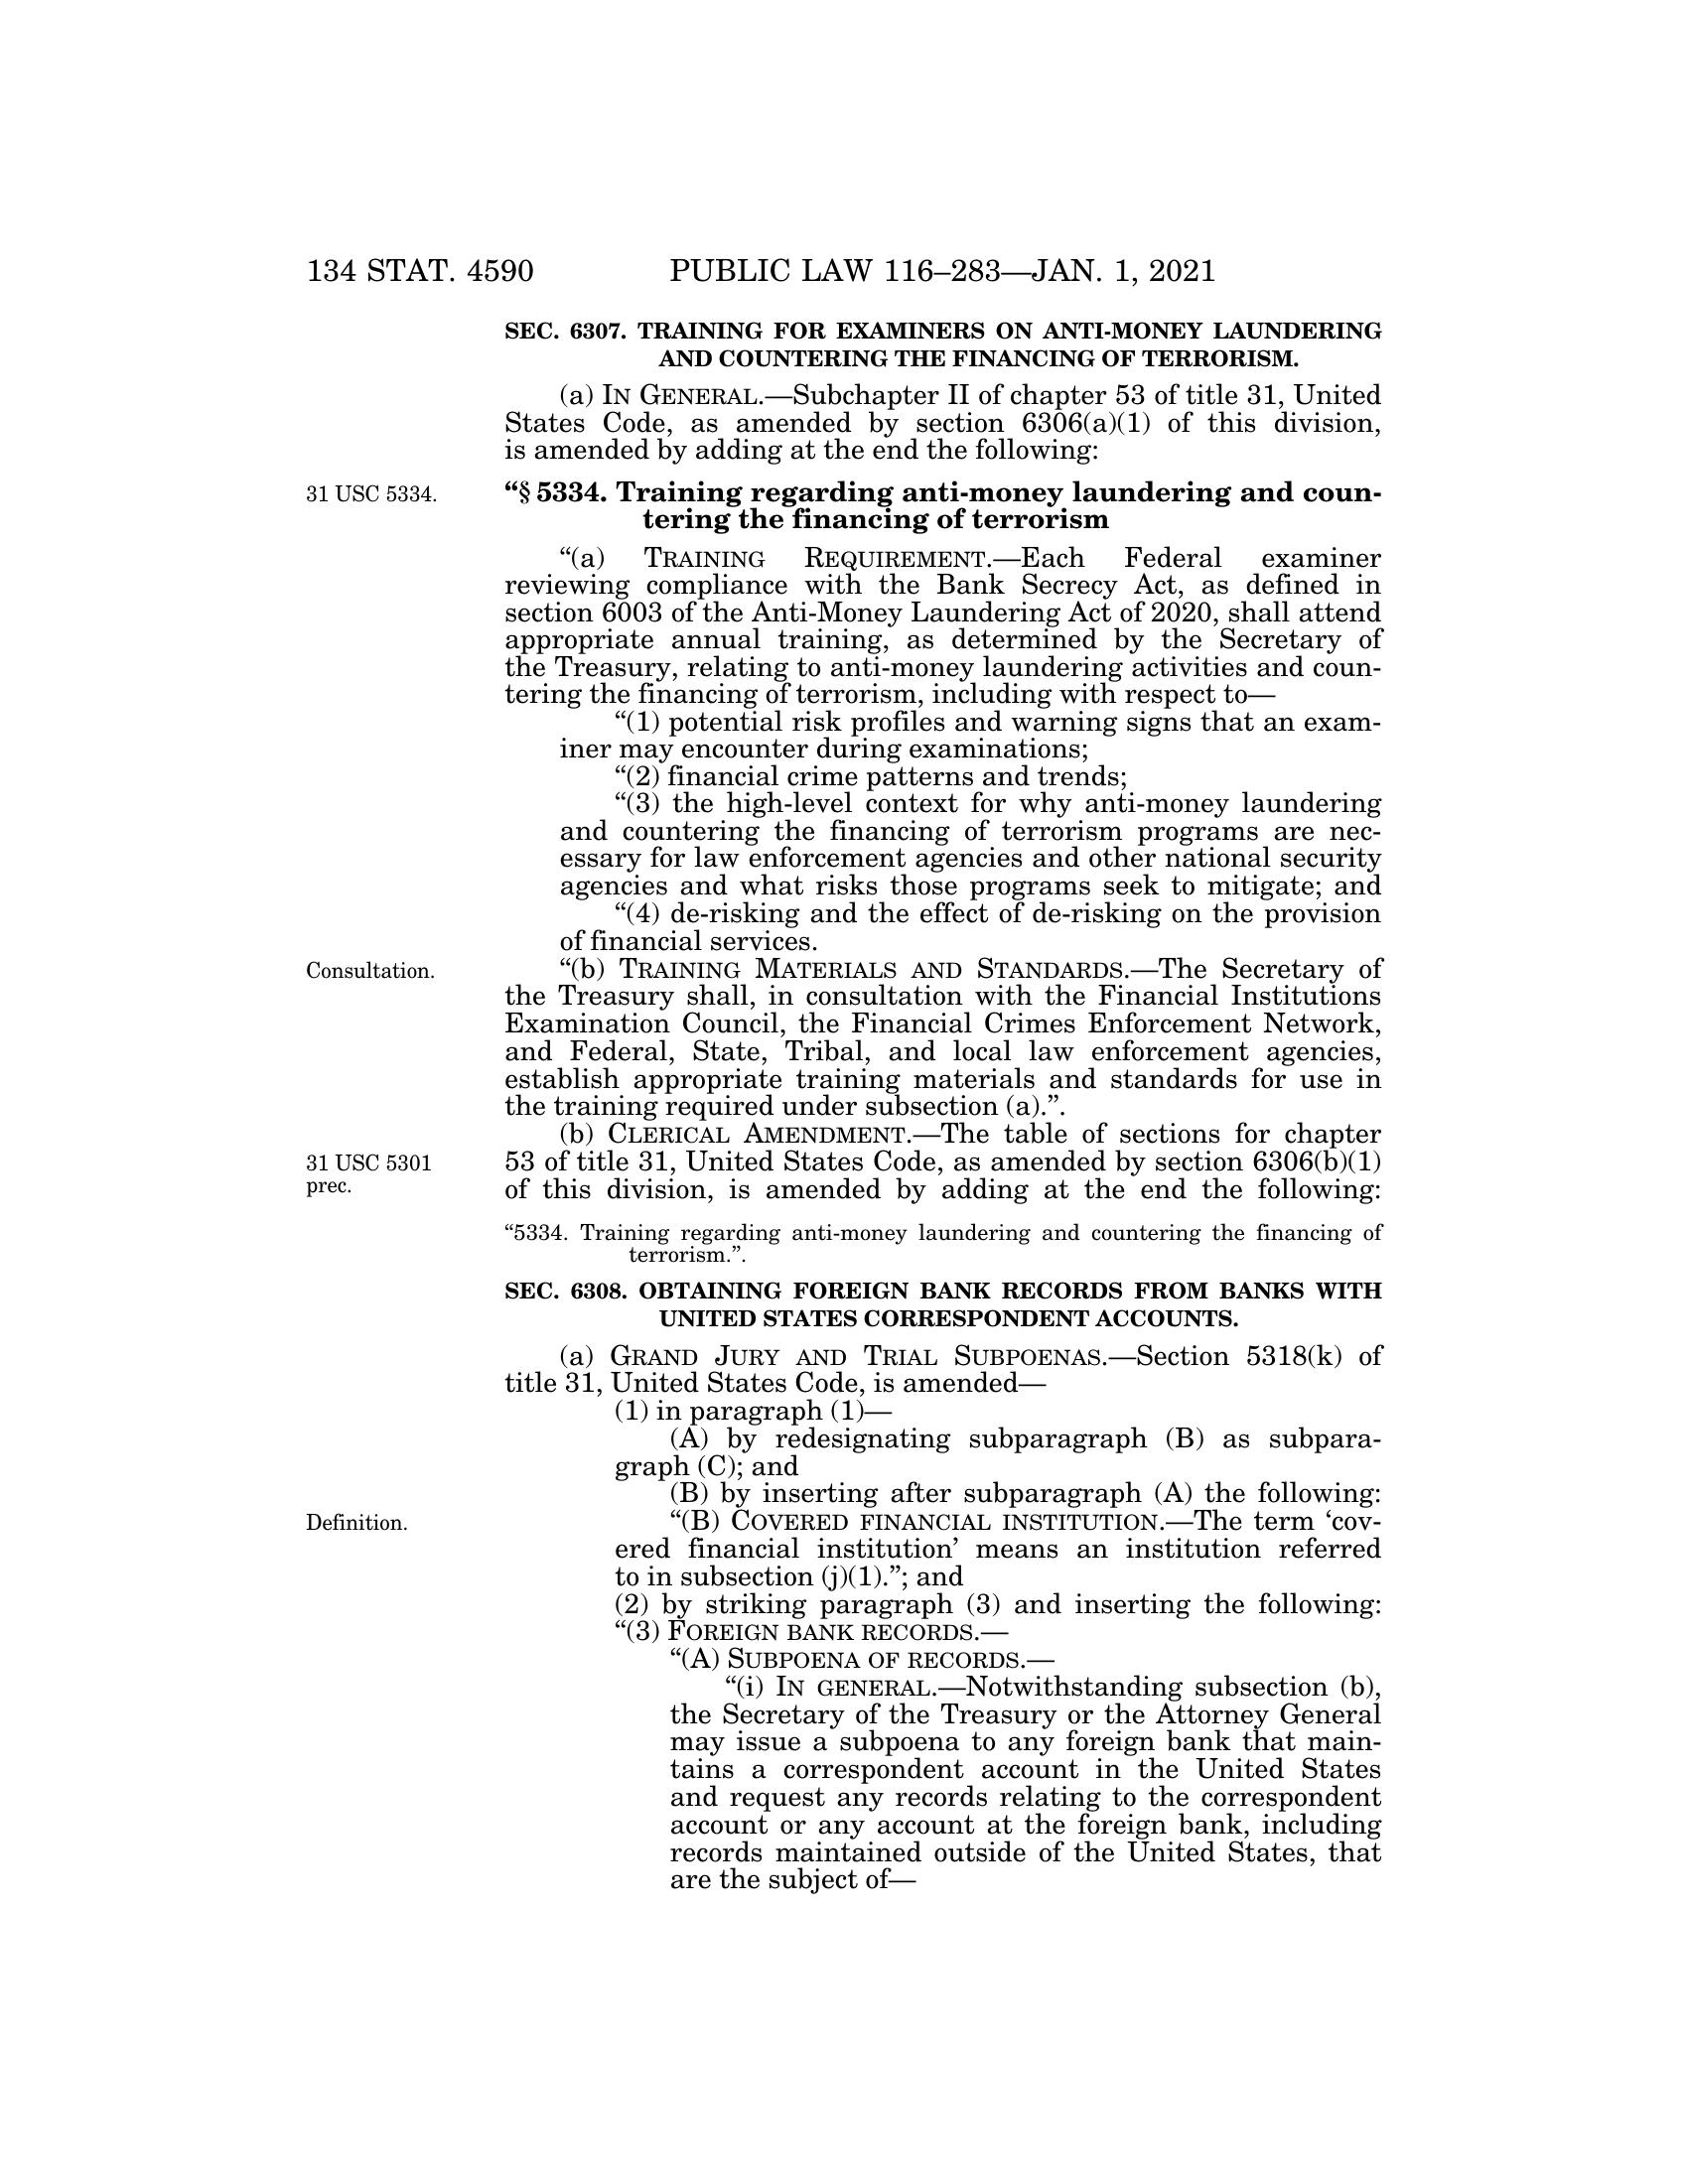 134 STAT. 4590 PUBLIC LAW 116–283—JAN. 1, 2021
SEC. 6307. TRAINING FOR EXAMINERS ON ANTI-MONEY LAUNDERING
AND COUNTERING THE FINANCING OF TERRORISM.
(a) IN GENERAL.—Subchapter II of chapter 53 of title 31, United
States Code, as amended by section 6306(a)(1) of this division,
is amended by adding at the end the following:
31 USC 5334.
“§ 5334. Training regarding anti-money laundering and coun-
tering the financing of terrorism
“(a) TRAINING REQUIREMENT.—Each Federal examiner
reviewing compliance with the Bank Secrecy Act, as defined in
section 6003 of the Anti-Money Laundering Act of 2020, shall attend
appropriate annual training, as determined by the Secretary of
the Treasury, relating to anti-money laundering activities and coun-
tering the financing of terrorism, including with respect to—
“(1) potential risk profiles and warning signs that an exam-
iner may encounter during examinations;
“(2) financial crime patterns and trends;
“(3) the high-level context for why anti-money laundering
and countering the financing of terrorism programs are nec-
essary for law enforcement agencies and other national security
agencies and what risks those programs seek to mitigate; and
“(4) de-risking and the effect of de-risking on the provision
of financial services.
Consultation.
“(b) TRAINING MATERIALS AND STANDARDS.—The Secretary of
the Treasury shall, in consultation with the Financial Institutions
Examination Council, the Financial Crimes Enforcement Network,
and Federal, State, Tribal, and local law enforcement agencies,
establish appropriate training materials and standards for use in
the training required under subsection (a).”.
(b) CLERICAL AMENDMENT.—The table of sections for chapter
31 USC 5301
prec.
53 of title 31, United States Code, as amended by section 6306(b)(1)
of this division, is amended by adding at the end the following:
“5334. Training regarding anti-money laundering and countering the financing of
terrorism.”.
SEC. 6308. OBTAINING FOREIGN BANK RECORDS FROM BANKS WITH
UNITED STATES CORRESPONDENT ACCOUNTS.
(a) GRAND JURY AND TRIAL SUBPOENAS.—Section 5318(k) of
title 31, United States Code, is amended—
(1) in paragraph (1)—
(A) by redesignating subparagraph (B) as subpara-
graph (C); and
(B) by inserting after subparagraph (A) the following:
Definition.
“(B) COVERED FINANCIAL INSTITUTION.—The term ‘cov-
ered financial institution’ means an institution referred
to in subsection (j)(1).”; and
(2) by striking paragraph (3) and inserting the following:
“(3) FOREIGN BANK RECORDS.—
“(A) SUBPOENA OF RECORDS.—
“(i) IN GENERAL.—Notwithstanding subsection (b),
the Secretary of the Treasury or the Attorney General
may issue a subpoena to any foreign bank that main-
tains a correspondent account in the United States
and request any records relating to the correspondent
account or any account at the foreign bank, including
records maintained outside of the United States, that
are the subject of—